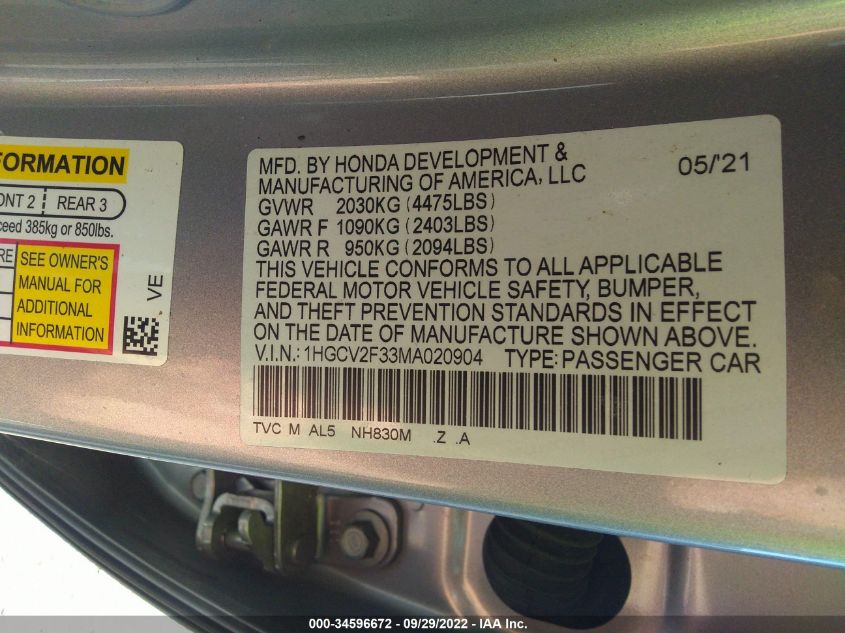 FORMATION
ONT 2 REAR 3
ceed 385kg or 850lbs.
RE SEE OWNER'S
MANUAL FOR
ADDITIONAL
INFORMATION
VE
MFD. BY HONDA DEVELOPMENT & 05/'21
MANUFACTURING OF AMERICA, LLC
GVWR 2030KG (4475LBS)
GAWR F 1090KG (2403LBS)
GAWR R 950KG (2094LBS)
THIS VEHICLE CONFORMS TO ALL APPLICABLE
FEDERAL MOTOR VEHICLE SAFETY, BUMPER,
AND THEFT PREVENTION STANDARDS IN EFFECT
ON THE DATE OF MANUFACTURE SHOWN ABOVE.
V.I.N.: 1HGCV2F33MA020904 TYPE: PASSENGER CAR
TVC M AL5 NH830M .Z .A
000-34596672 / 09/29/2022 - IAA Inc.